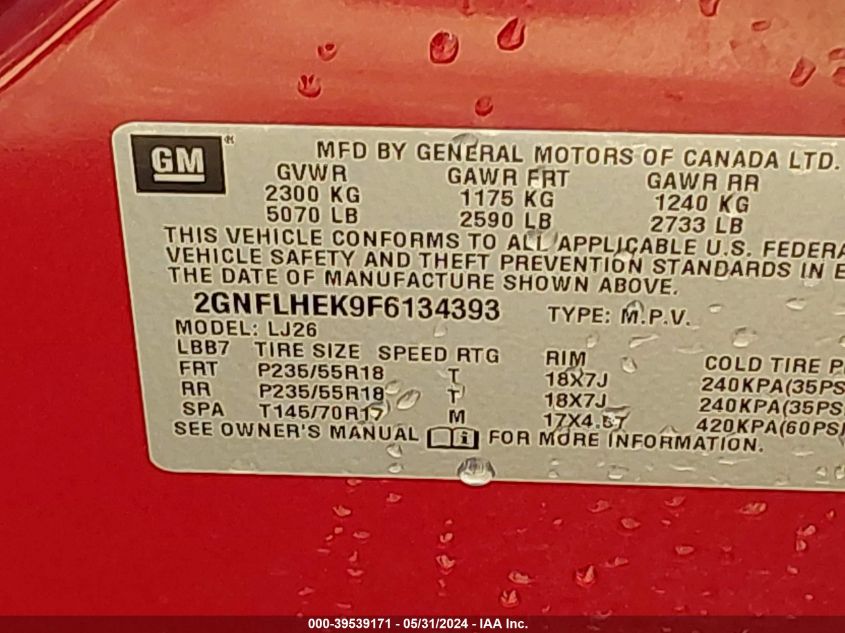 GM ®
MFD BY GENERAL MOTORS OF CANADA LTD.
GVWR GAWR FRT GAWR RR
2300 KG 1175 KG 1240 KG
5070 LB 2590 LB 2733 LB
THIS VEHICLE CONFORMS TO ALL APPLICABLE U.S. FEDERA
VEHICLE SAFETY AND THEFT PREVENTION STANDARDS IN E
THE DATE OF MANUFACTURE SHOWN ABOVE.
2GNFLHEK9F6134393 TYPE: M.P.V.
MODEL: LJ26
LBB7 TIRE SIZE SPEED RTG RIM COLD TIRE P
FRT P235/55R18 T 18X7J 240KPA(35PS
RR P235/55R18 T 18X7J 240KPA(35PS
SPA T145/70R17 M 17X4.57 420KPA(60PS
SEE OWNER'S MANUAL i FOR MORE INFORMATION.
000-39539171 - 05/31/2024 - IAA Inc.